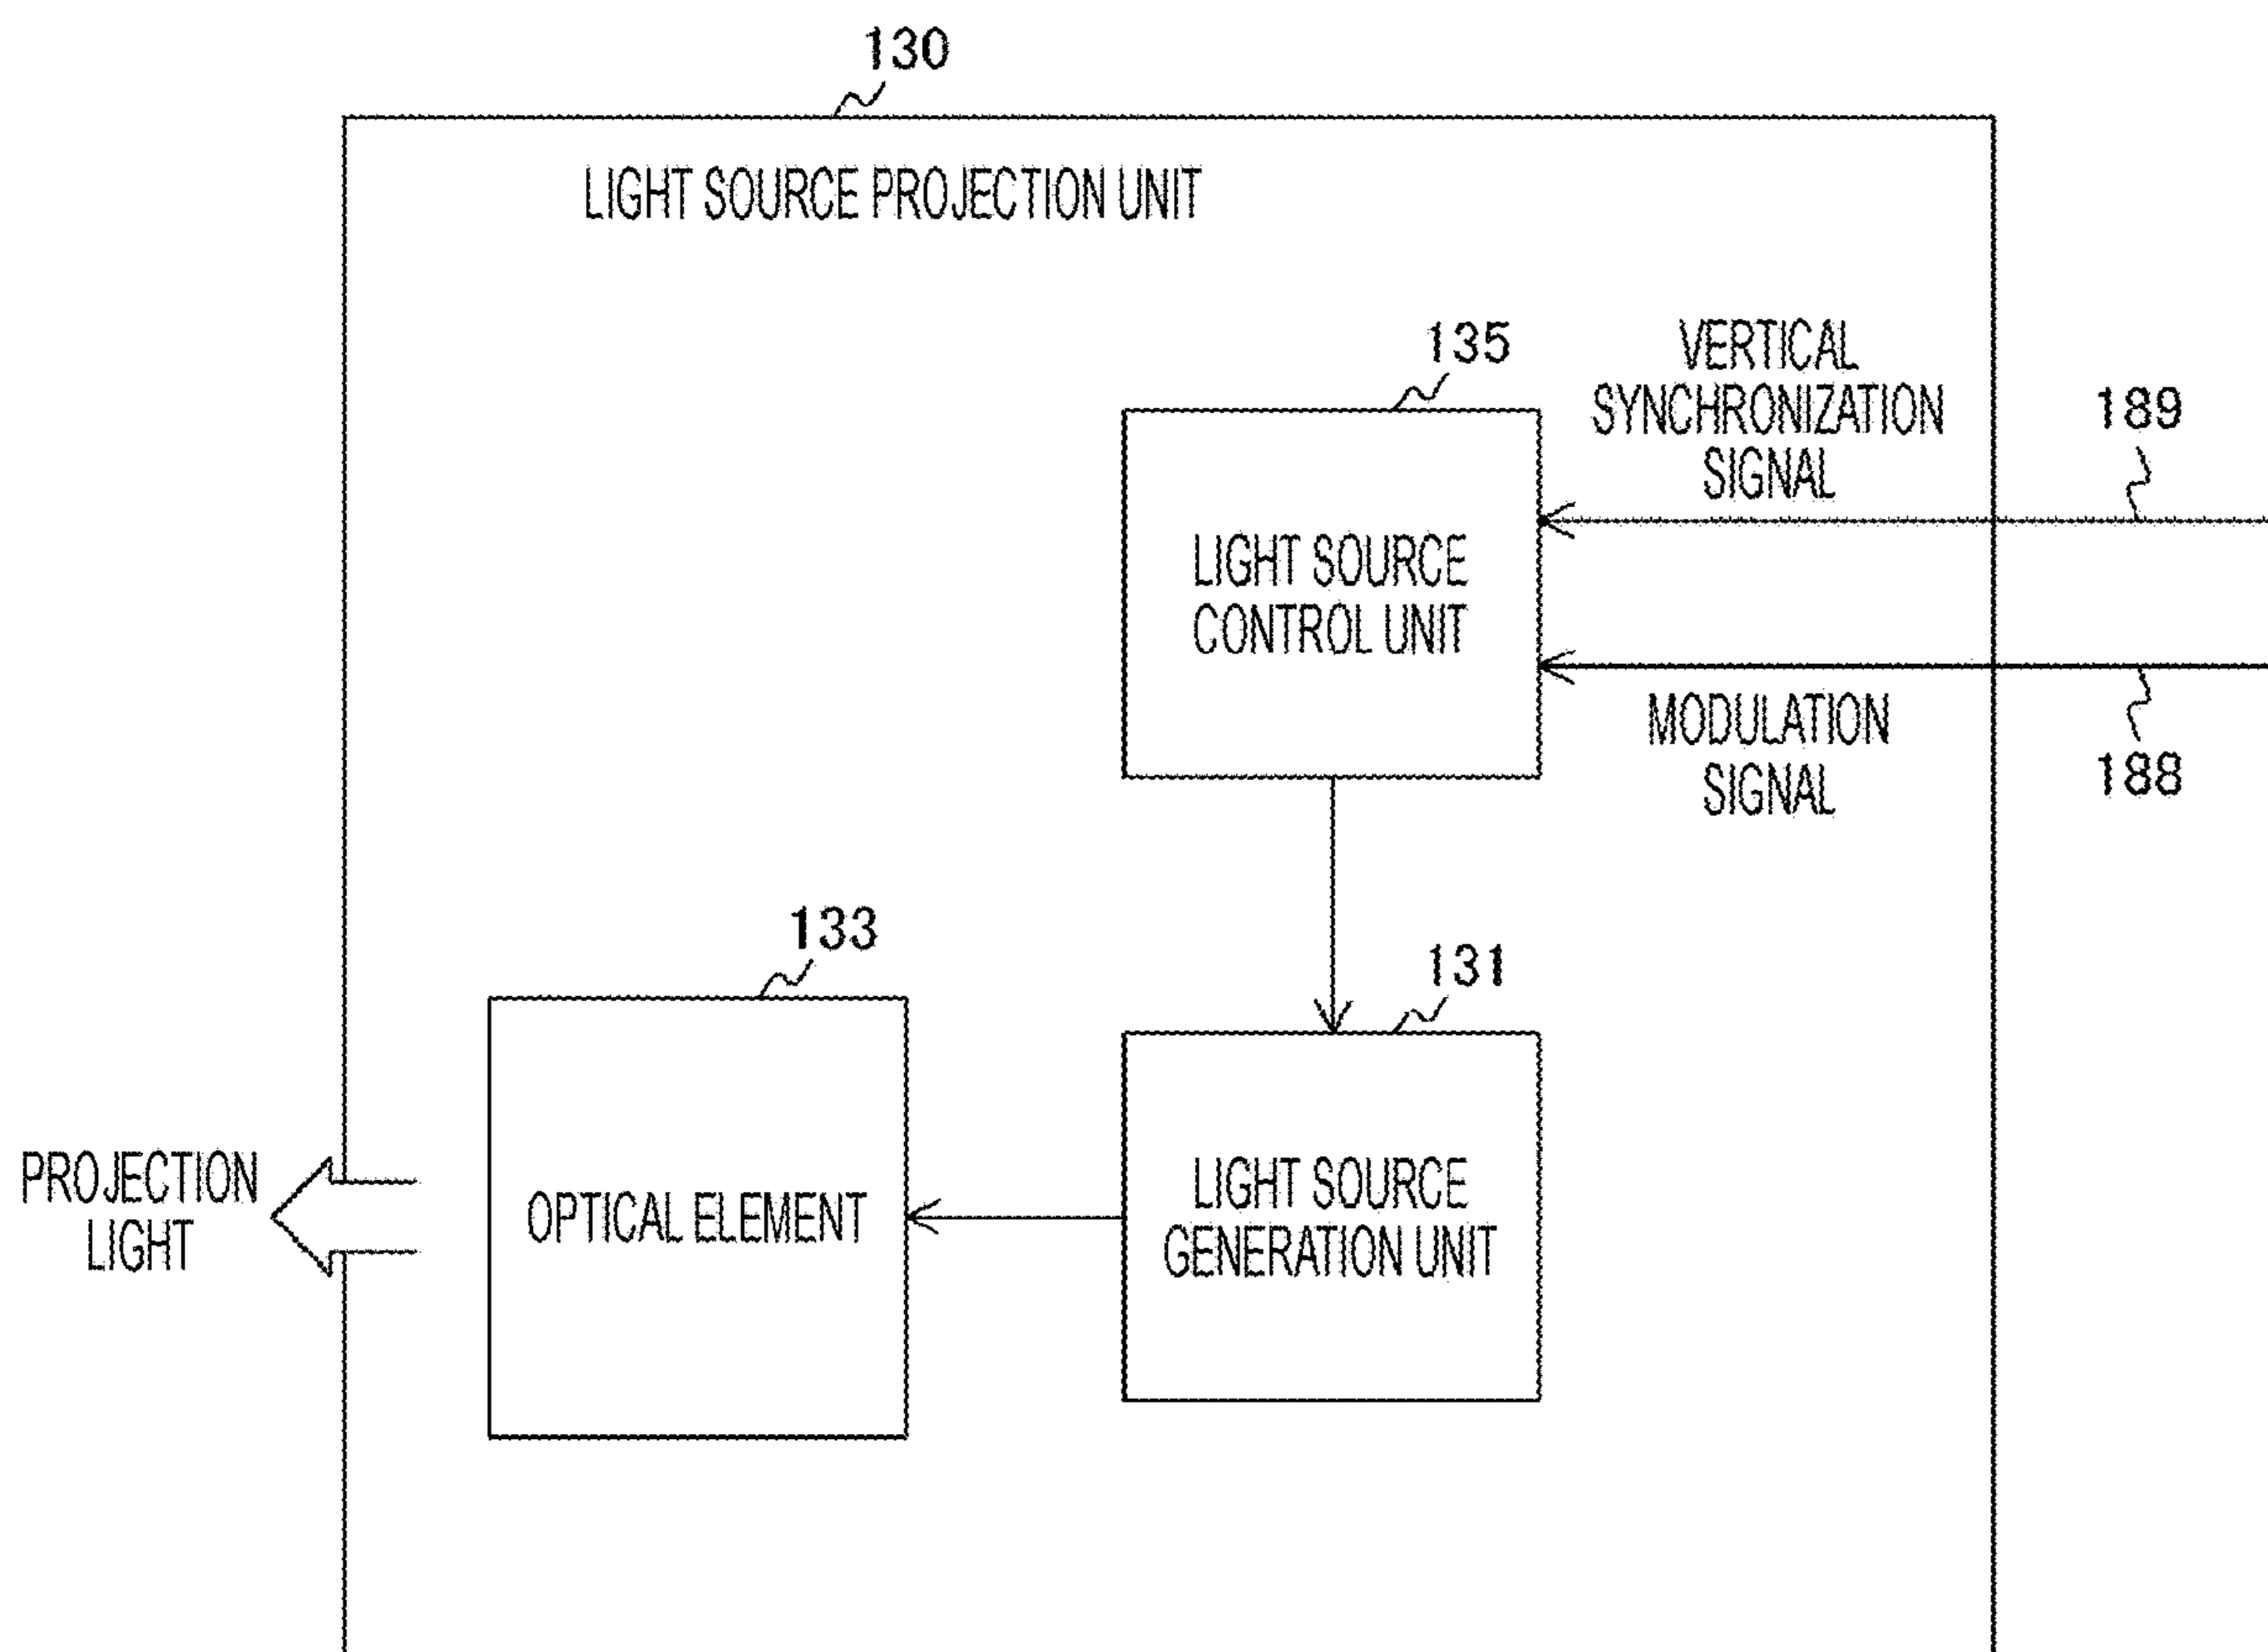 130
LIGHT SOURCE PROJECTION UNIT
135
VERTICAL
SYNCHRONIZATION
SIGNAL
189
LIGHT SOURCE
CONTROL UNIT
MODULATION
SIGNAL
188
133
131
PROJECTION
LIGHT
OPTICAL ELEMENT
LIGHT SOURCE
GENERATION UNIT